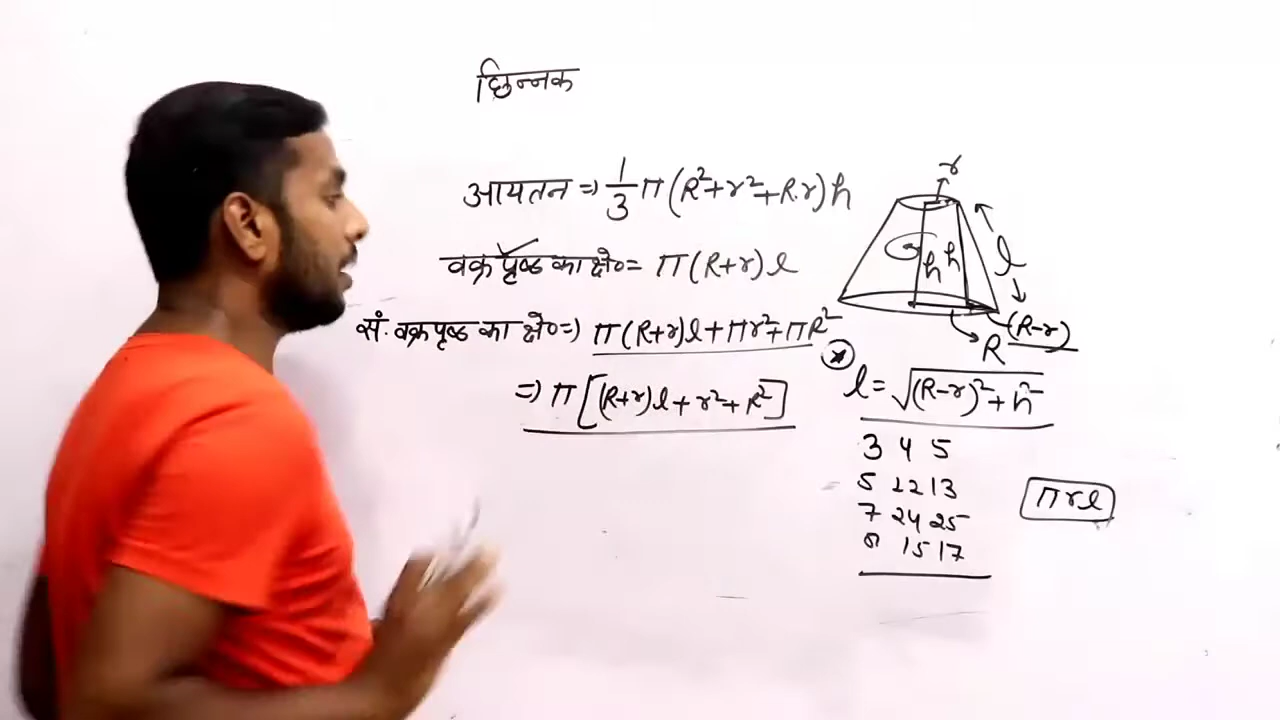 छिन्नक
आयतन => 1/3 π(R²+r²+R.r)h
वक्र पृष्ठ का क्षे० = π(R+r)l
सं. वक्रपृष्ठ का क्षे० => π(R+r)l+πr²+πR²
=> π[(R+r)l+r²+R²]
r
h h
l
R
(R-r)
l = √(R-r)²+h²
3 4 5
5 12 13
7 24 25
8 15 17
πrl